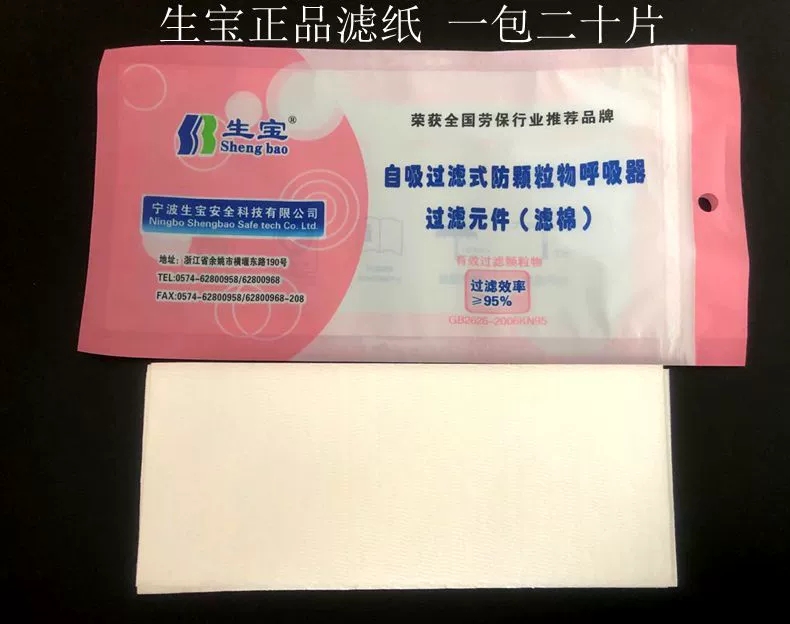 生宝正品滤纸 一包二十片
生宝®
Sheng bao
宁波生宝安全科技有限公司
Ningbo Shengbao Safe tech Co. Ltd.
地址：浙江省余姚市横堰东路190号
TEL:0574-62800958/62800968
FAX:0574-62800958/62800968-208
荣获全国劳保行业推荐品牌
自吸过滤式防颗粒物呼吸器
过滤元件（滤棉）
有效过滤颗粒物
过滤效率
≥95%
GB2626-2006KN95